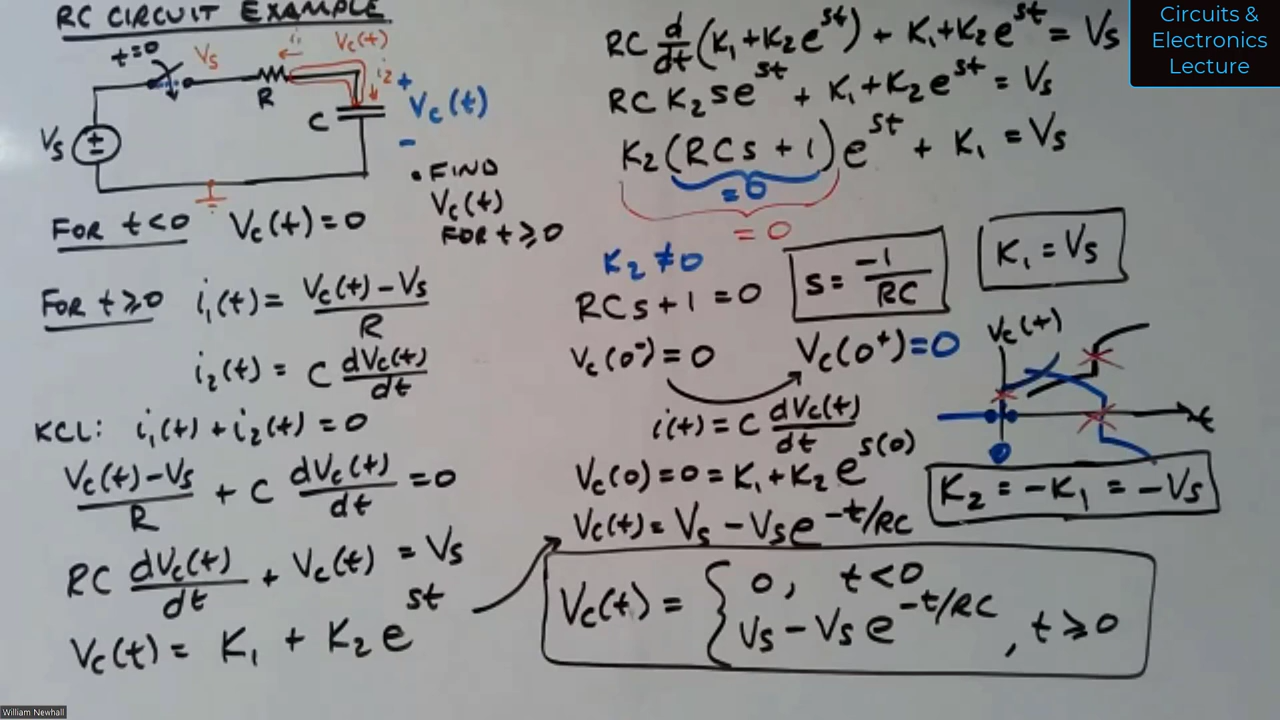 RC CIRCUIT EXAMPLE
t=0
Vs
i₁
Vc(t)
i₂
R
C
Vs
+
Vc(t)
-
• FIND
Vc(t)
FOR t ≥ 0
FOR t < 0 Vc(t) = 0
FOR t ≥ 0 i₁(t) = (Vc(t) - Vs) / R
i₂(t) = C dVc(t)/dt
KCL: i₁(t) + i₂(t) = 0
(Vc(t) - Vs) / R + C dVc(t)/dt = 0
RC dVc(t)/dt + Vc(t) = Vs
Vc(t) = K₁ + K₂ e^st
RC d/dt (K₁ + K₂e^st) + K₁ + K₂e^st = Vs
RC K₂ s e^st + K₁ + K₂e^st = Vs
K₂ (RCs + 1) e^st + K₁ = Vs
= 0
= 0
K₂ ≠ 0
RCs + 1 = 0
s = -1/RC
K₁ = Vs
Vc(0⁻) = 0
Vc(0⁺) = 0
i(t) = C dVc(t)/dt
Vc(t)
t
Vc(0) = 0 = K₁ + K₂ e^s(0)
K₂ = -K₁ = -Vs
Vc(t) = Vs - Vs e^-t/RC
Vc(t) = { 0, t < 0
Vs - Vs e^-t/RC, t ≥ 0
Circuits &
Electronics
Lecture
William Newhall